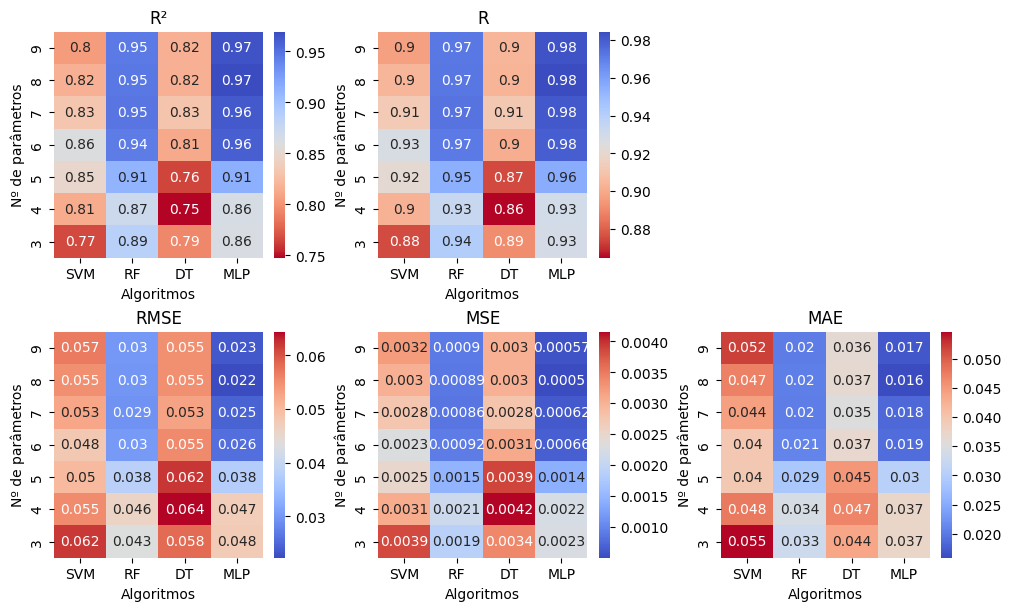 R²
Nº de parâmetros
9 0.8 0.95 0.82 0.97
8 0.82 0.95 0.82 0.97
7 0.83 0.95 0.83 0.96
6 0.86 0.94 0.81 0.96
5 0.85 0.91 0.76 0.91
4 0.81 0.87 0.75 0.86
3 0.77 0.89 0.79 0.86
SVM RF DT MLP
Algoritmos
0.95
0.90
0.85
0.80
0.75
R
Nº de parâmetros
9 0.9 0.97 0.9 0.98
8 0.9 0.97 0.9 0.98
7 0.91 0.97 0.91 0.98
6 0.93 0.97 0.9 0.98
5 0.92 0.95 0.87 0.96
4 0.9 0.93 0.86 0.93
3 0.88 0.94 0.89 0.93
SVM RF DT MLP
Algoritmos
0.98
0.96
0.94
0.92
0.90
0.88
RMSE
Nº de parâmetros
9 0.057 0.03 0.055 0.023
8 0.055 0.03 0.055 0.022
7 0.053 0.029 0.053 0.025
6 0.048 0.03 0.055 0.026
5 0.05 0.038 0.062 0.038
4 0.055 0.046 0.064 0.047
3 0.062 0.043 0.058 0.048
SVM RF DT MLP
Algoritmos
0.06
0.05
0.04
0.03
MSE
Nº de parâmetros
9 0.0032 0.0009 0.003 0.00057
8 0.003 0.00089 0.003 0.0005
7 0.0028 0.00086 0.0028 0.00062
6 0.0023 0.00092 0.0031 0.00066
5 0.0025 0.0015 0.0039 0.0014
4 0.0031 0.0021 0.0042 0.0022
3 0.0039 0.0019 0.0034 0.0023
SVM RF DT MLP
Algoritmos
0.0040
0.0035
0.0030
0.0025
0.0020
0.0015
0.0010
MAE
Nº de parâmetros
9 0.052 0.02 0.036 0.017
8 0.047 0.02 0.037 0.016
7 0.044 0.02 0.035 0.018
6 0.04 0.021 0.037 0.019
5 0.04 0.029 0.045 0.03
4 0.048 0.034 0.047 0.037
3 0.055 0.033 0.044 0.037
SVM RF DT MLP
Algoritmos
0.050
0.045
0.040
0.035
0.030
0.025
0.020